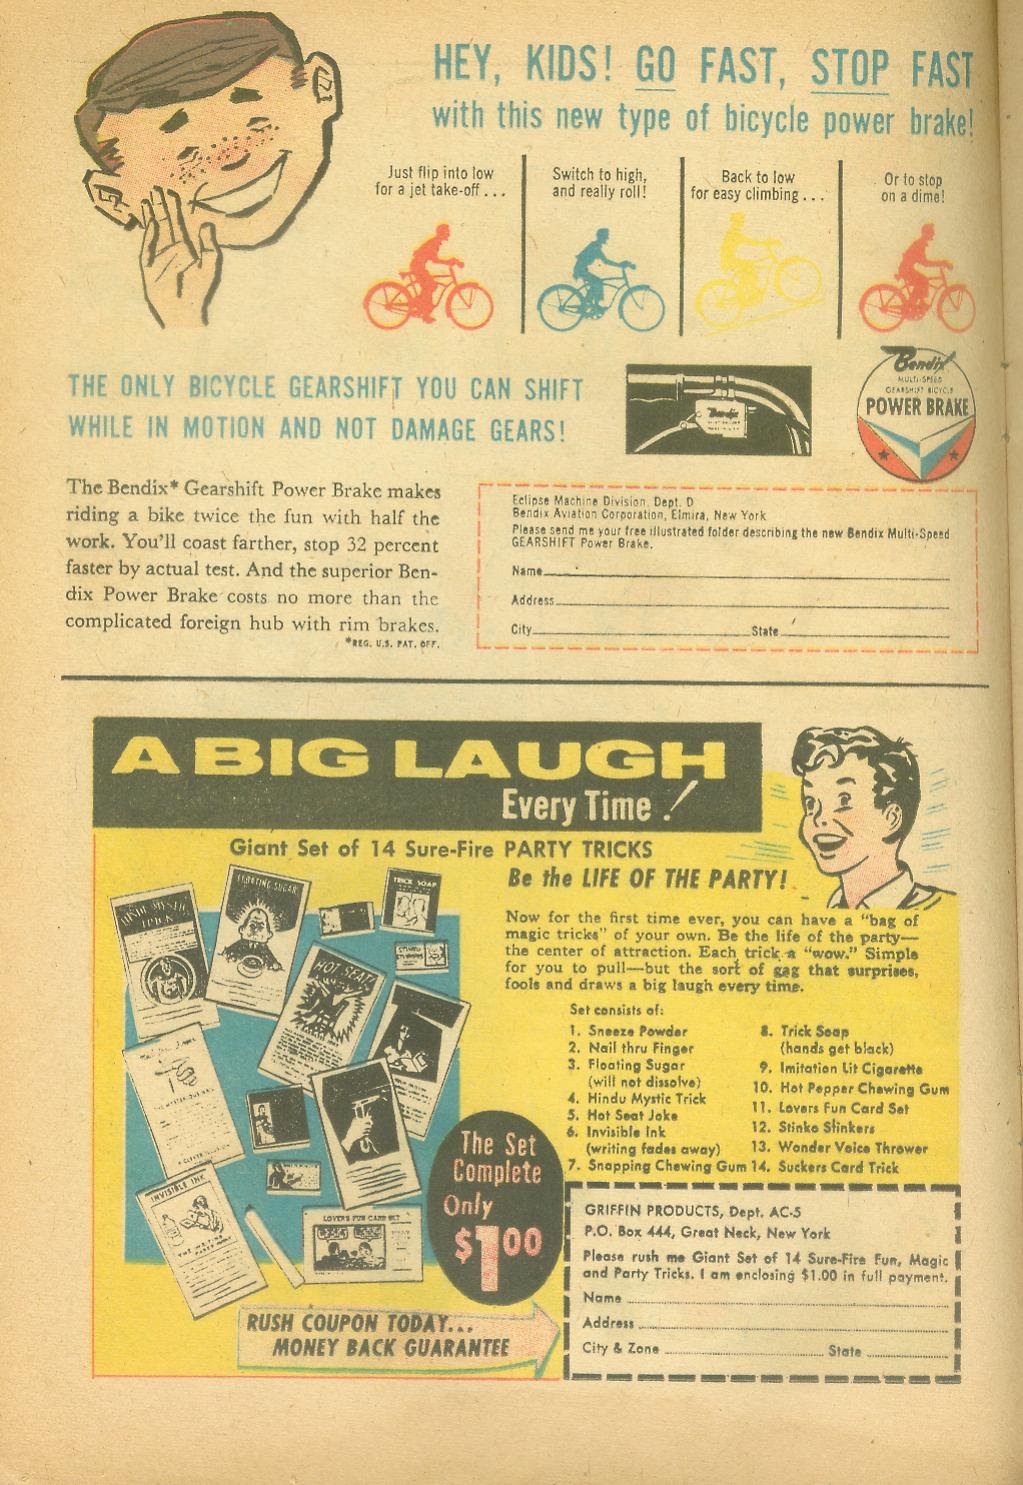 HEY, KIDS! GO FAST, STOP FAST
with this new type of bicycle power brake!
Just flip into low
for a jet take-off . . .
Switch to high,
and really roll!
Back to low
for easy climbing . . .
Or to stop
on a dime!
THE ONLY BICYCLE GEARSHIFT YOU CAN SHIFT
WHILE IN MOTION AND NOT DAMAGE GEARS!
Bendix
Bendix
MULTI-SPEED
GEARSHIFT BICYCLE
POWER BRAKE
The Bendix* Gearshift Power Brake makes
riding a bike twice the fun with half the
work. You'll coast farther, stop 32 percent
faster by actual test. And the superior Ben-
dix Power Brake costs no more than the
complicated foreign hub with rim brakes.
*REG. U.S. PAT. OFF.
Eclipse Machine Division, Dept. D
Bendix Aviation Corporation, Elmira, New York
Please send me your free illustrated folder describing the new Bendix Multi-Speed
GEARSHIFT Power Brake.
Name
Address
City State
A BIG LAUGH
Every Time!
Giant Set of 14 Sure-Fire PARTY TRICKS
Be the LIFE OF THE PARTY!
HINDU MYSTIC
TRICK
FLOATING SUGAR
TRICK SOAP
HOT SEAT
INVISIBLE INK
LOVERS FUN CARD SET
Now for the first time ever, you can have a "bag of
magic tricks" of your own. Be the life of the party—
the center of attraction. Each trick a "wow." Simple
for you to pull—but the sort of gag that surprises,
fools and draws a big laugh every time.
Set consists of:
1. Sneeze Powder
2. Nail thru Finger
3. Floating Sugar
(will not dissolve)
4. Hindu Mystic Trick
5. Hot Seat Joke
6. Invisible Ink
(writing fades away)
7. Snapping Chewing Gum
8. Trick Soap
(hands get black)
9. Imitation Lit Cigarette
10. Hot Pepper Chewing Gum
11. Lovers Fun Card Set
12. Stinko Stinkers
13. Wonder Voice Thrower
14. Suckers Card Trick
The Set
Complete
Only
$1.00
RUSH COUPON TODAY...
MONEY BACK GUARANTEE
GRIFFIN PRODUCTS, Dept. AC-5
P.O. Box 444, Great Neck, New York
Please rush me Giant Set of 14 Sure-Fire Fun, Magic
and Party Tricks. I am enclosing $1.00 in full payment.
Name
Address
City & Zone State